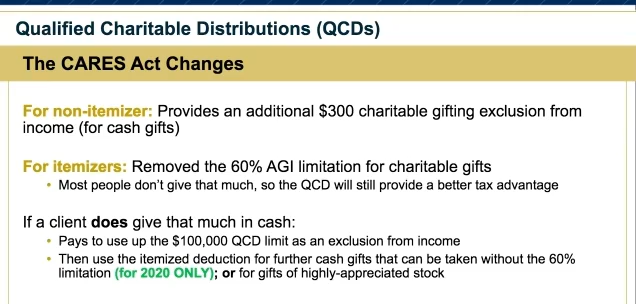 Qualified Charitable Distributions (QCDs)
The CARES Act Changes
For non-itemizer: Provides an additional $300 charitable gifting exclusion from
income (for cash gifts)
For itemizers: Removed the 60% AGI limitation for charitable gifts
• Most people don't give that much, so the QCD will still provide a better tax advantage
If a client does give that much in cash:
• Pays to use up the $100,000 QCD limit as an exclusion from income
• Then use the itemized deduction for further cash gifts that can be taken without the 60%
limitation (for 2020 ONLY); or for gifts of highly-appreciated stock